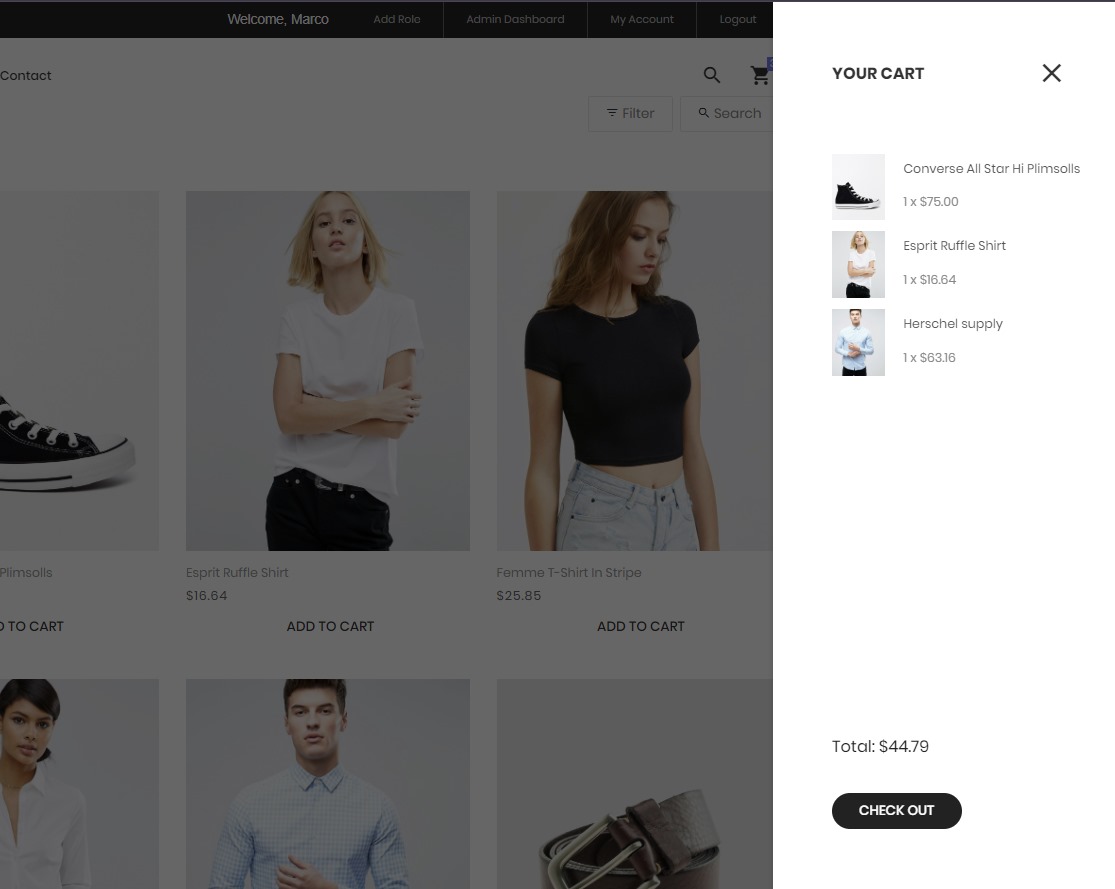 Welcome, Marco
Add Role
Admin Dashboard
My Account
Logout
Contact
Filter
Search
Plimsolls
ADD TO CART
Esprit Ruffle Shirt
$16.64
ADD TO CART
Femme T-Shirt In Stripe
$25.85
ADD TO CART
YOUR CART
Converse All Star Hi Plimsolls
1 x $75.00
Esprit Ruffle Shirt
1 x $16.64
Herschel supply
1 x $63.16
Total: $44.79
CHECK OUT